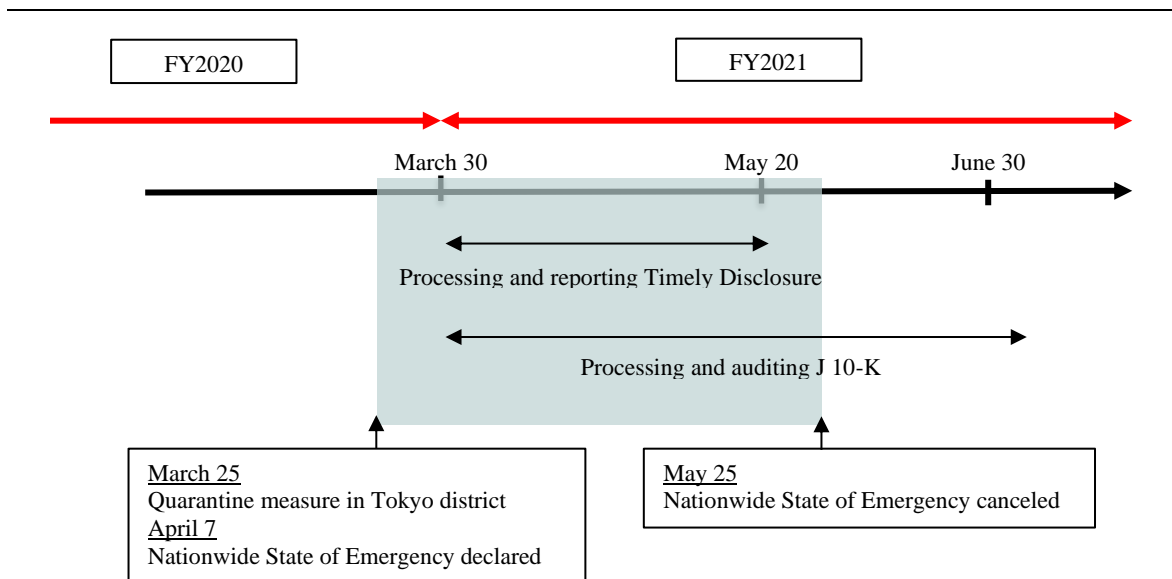 FY2020
FY2021
March 30
May 20
June 30
Processing and reporting Timely Disclosure
Processing and auditing J 10-K
March 25
Quarantine measure in Tokyo district
April 7
Nationwide State of Emergency declared
May 25
Nationwide State of Emergency canceled